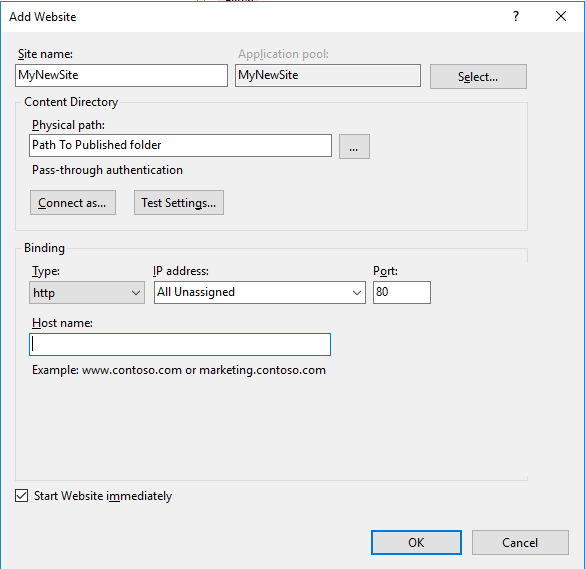 Add Website
?
Site name:
Application pool:
MyNewSite
MyNewSite
Select...
Content Directory
Physical path:
Path To Published folder
...
Pass-through authentication
Connect as...
Test Settings...
Binding
Type:
IP address:
Port:
http
All Unassigned
80
Host name:
Example: www.contoso.com or marketing.contoso.com
Start Website immediately
OK
Cancel